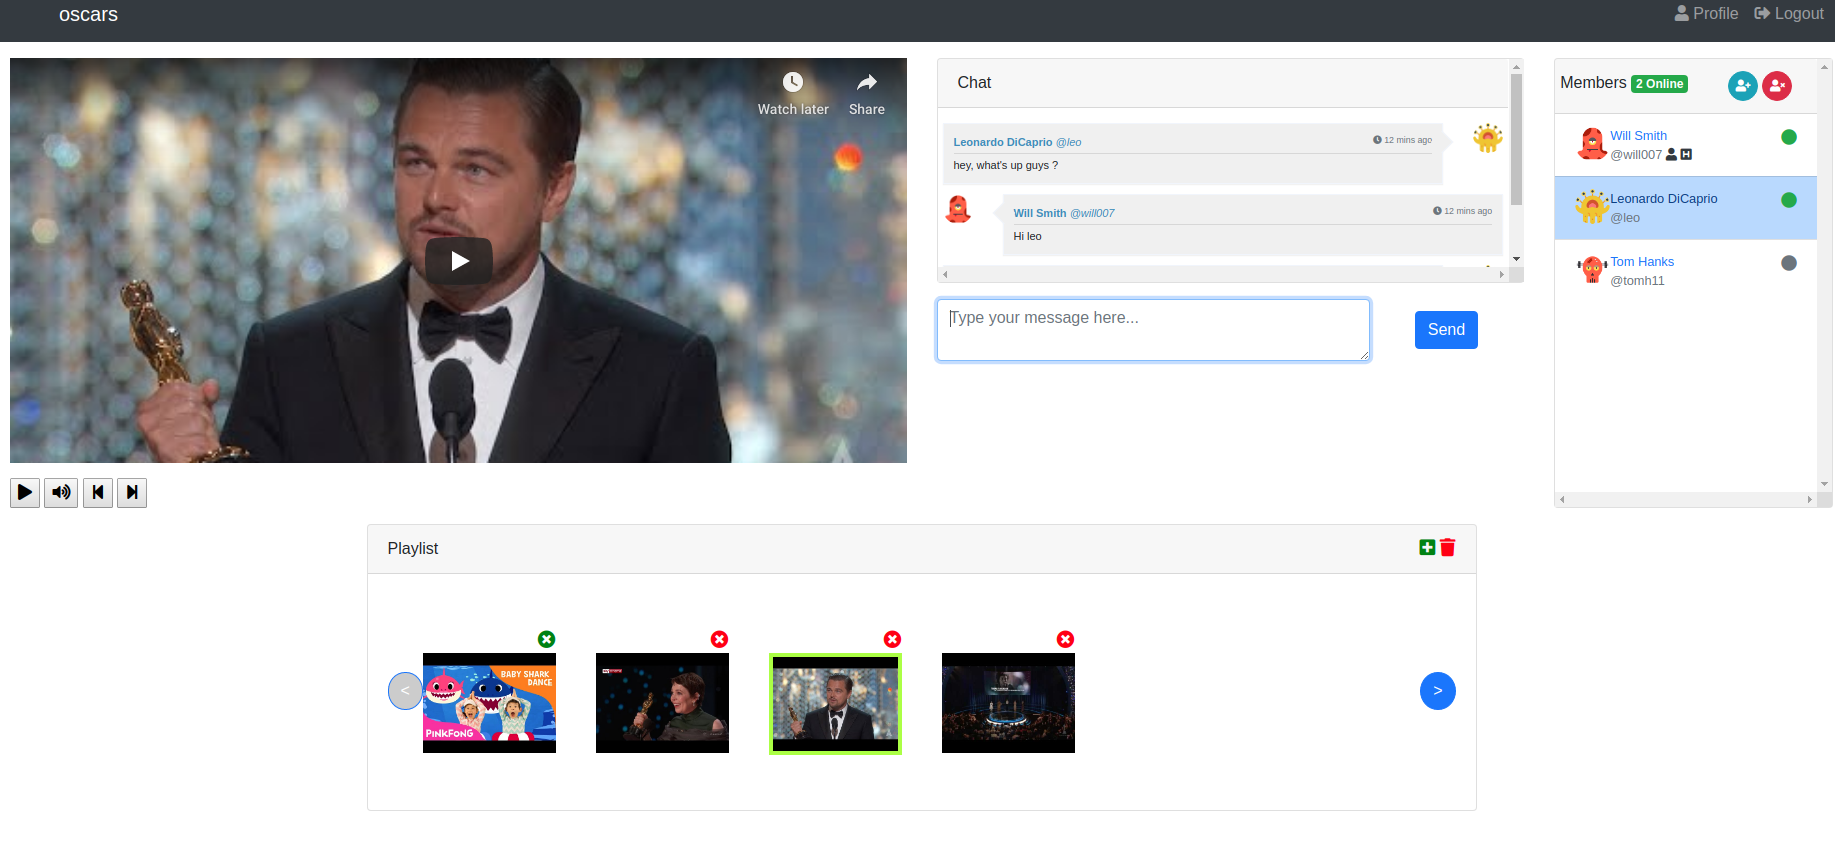 oscars
Profile
Logout
Watch later
Share
Chat
Leonardo DiCaprio @leo
12 mins ago
hey, what's up guys ?
Will Smith @will007
12 mins ago
Hi leo
Type your message here...
Send
Members 2 Online
Will Smith
@will007
H
Leonardo DiCaprio
@leo
Tom Hanks
@tomh11
Playlist
<
BABY SHARK
DANCE
PINKFONG
>